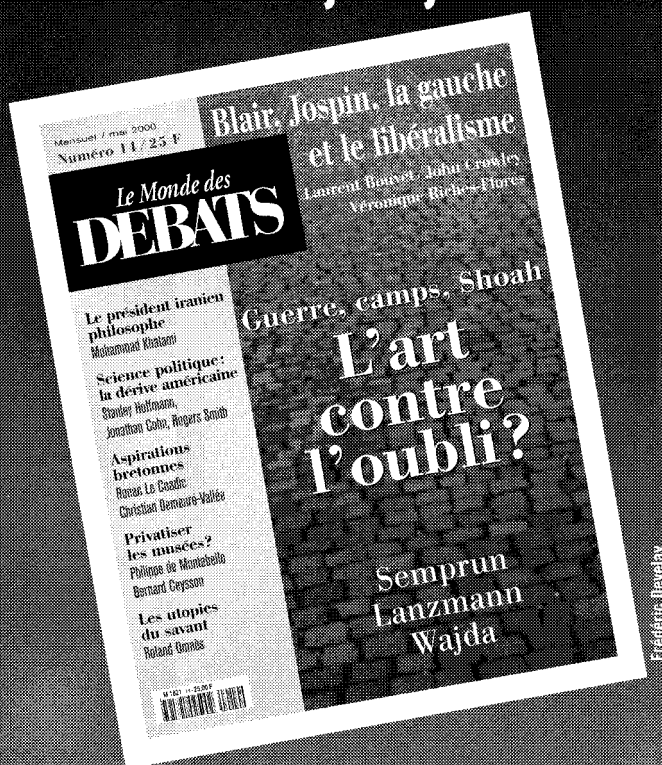 Mensuel / mai 2000
Numéro 14 / 25 F
Blair, Jospin, la gauche
et le libéralisme
Laurent Bouvet, John Crowley
Véronique Riches-Flores
Le Monde des
DEBATS
Le président iranien
philosophe
Mohammad Khatami
Science politique:
la dérive américaine
Stanley Hoffmann,
Jonathan Cohn, Rogers Smith
Aspirations
bretonnes
Ronan Le Coadic
Christian Demeure-Vallée
Privatiser
les musées?
Philippe de Montebello
Bernard Ceysson
Les utopies
du savant
Roland Omnès
Guerre, camps, Shoah
L'art
contre
l'oubli?
Semprun
Lanzmann
Wajda